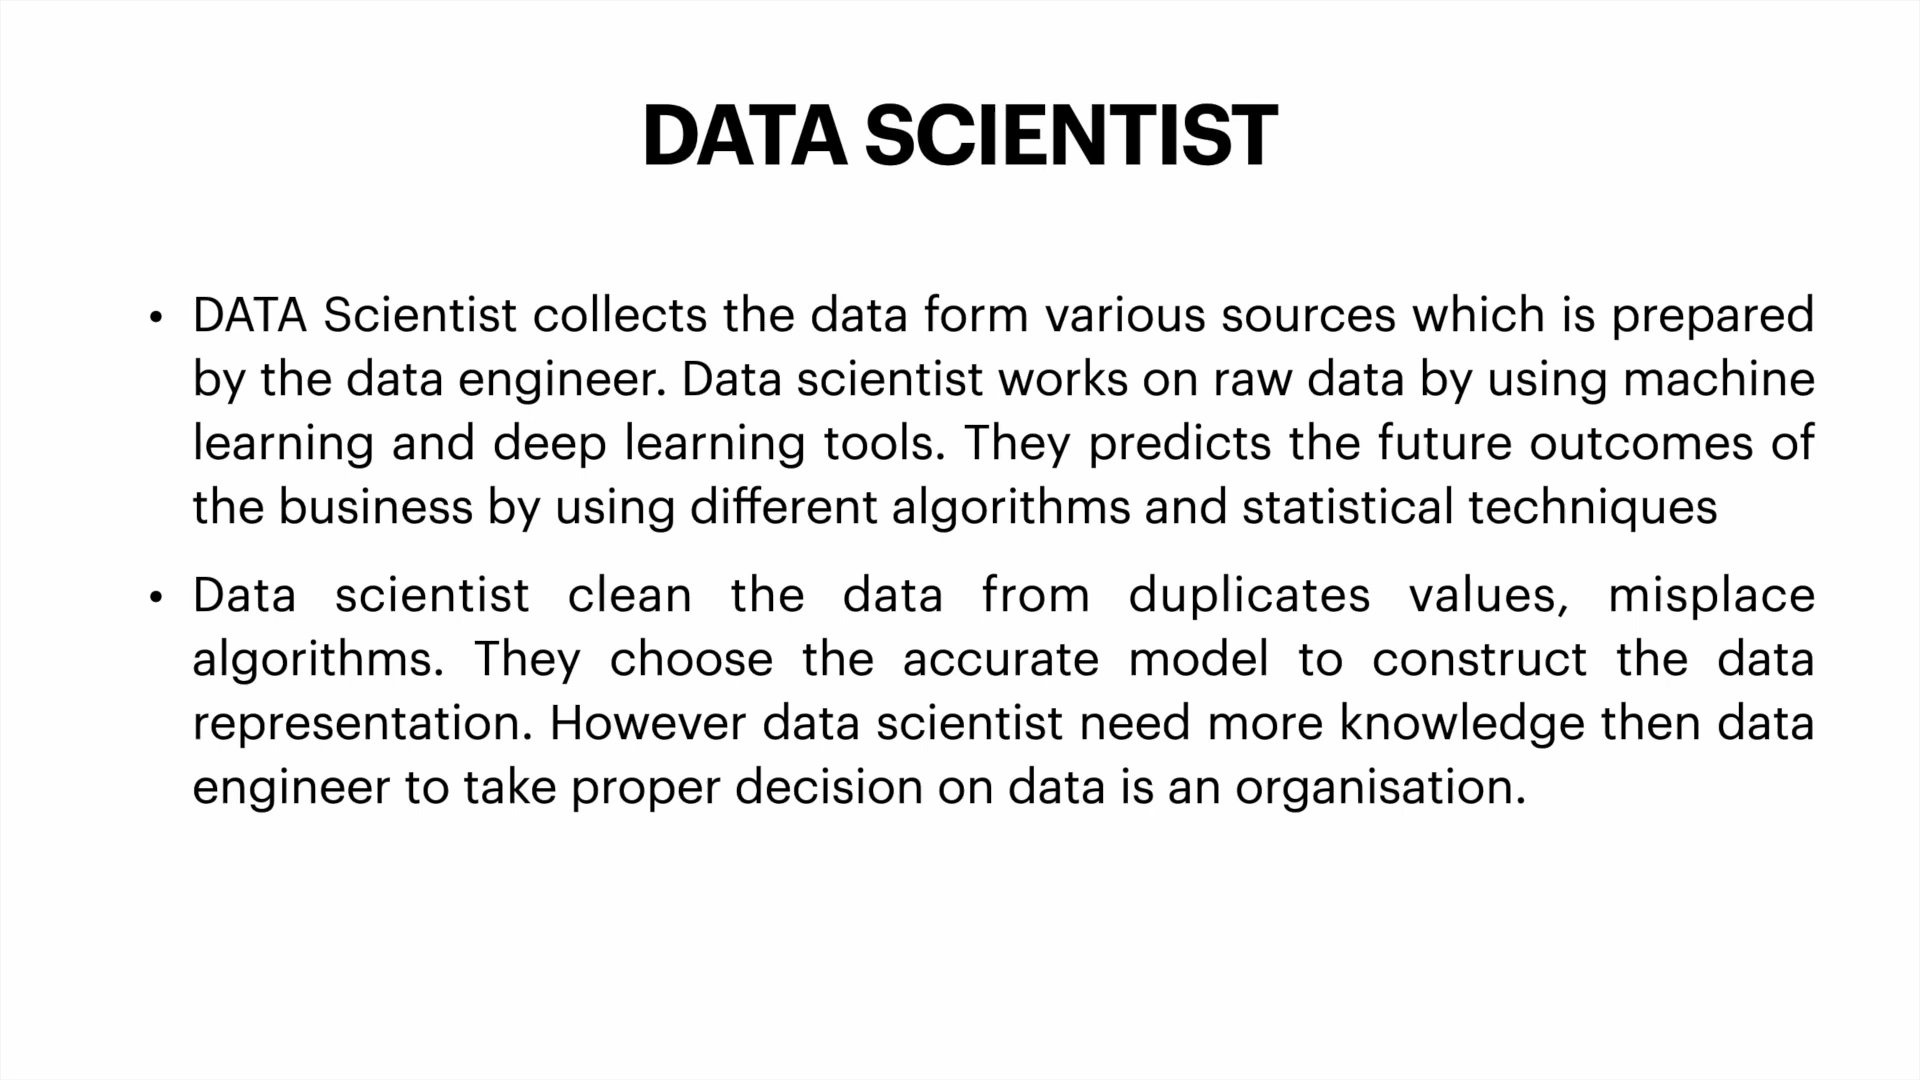 DATA SCIENTIST
• DATA Scientist collects the data form various sources which is prepared
by the data engineer. Data scientist works on raw data by using machine
learning and deep learning tools. They predicts the future outcomes of
the business by using different algorithms and statistical techniques
• Data scientist clean the data from duplicates values, misplace
algorithms. They choose the accurate model to construct the data
representation. However data scientist need more knowledge then data
engineer to take proper decision on data is an organisation.